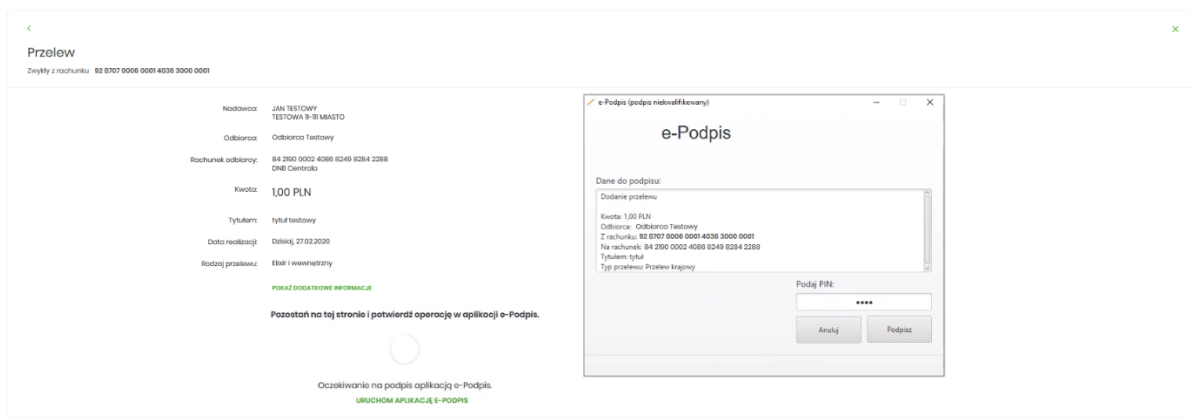 Przelew
Zwykły z rachunku 92 8707 0006 0001 4036 3000 0001
Nadawca: JAN TESTOWY
TESTOWA 11-111 MIASTO
Odbiorca: Odbiorca Testowy
Rachunek odbiorcy: 84 2190 0002 4086 8249 8284 2288
DNB Centrala
Kwota: 1,00 PLN
Tytułem: tytuł testowy
Data realizacji: Dzisiaj, 27.02.2020
Rodzaj przelewu: Elixir i wewnętrzny
POKAŻ DODATKOWE INFORMACJE
Pozostań na tej stronie i potwierdź operację w aplikacji e-Podpis.
Oczekiwanie na podpis aplikacją e-Podpis.
URUCHOM APLIKACJĘ E-PODPIS
e-Podpis (podpis niekwalifikowany)
e-Podpis
Dane do podpisu:
Dodanie przelewu
Kwota: 1,00 PLN
Odbiorca: Odbiorca Testowy
Z rachunku: 92 8707 0006 0001 4036 3000 0001
Na rachunek: 84 2190 0002 4086 8249 8284 2288
Tytułem: tytuł
Typ przelewu: Przelew krajowy
Podaj PIN:
••••
Anuluj
Podpisz